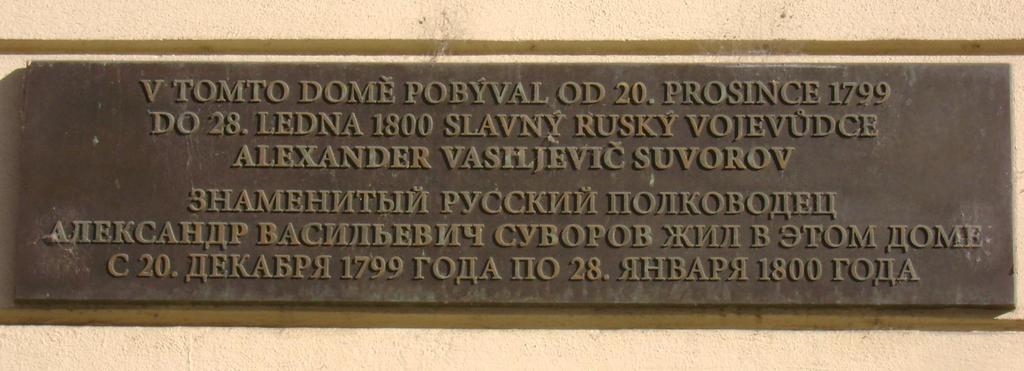 V TOMTO DOMĚ POBÝVAL OD 20. PROSINCE 1799
DO 28. LEDNA 1800 SLAVNÝ RUSKÝ VOJEVŮDCE
ALEXANDER VASILJEVIČ SUVOROV
ЗНАМЕНИТЫЙ РУССКИЙ ПОЛКОВОДЕЦ
АЛЕКСАНДР ВАСИЛЬЕВИЧ СУВОРОВ ЖИЛ В ЭТОМ ДОМЕ
С 20. ДЕКАБРЯ 1799 ГОДА ПО 28. ЯНВАРЯ 1800 ГОДА